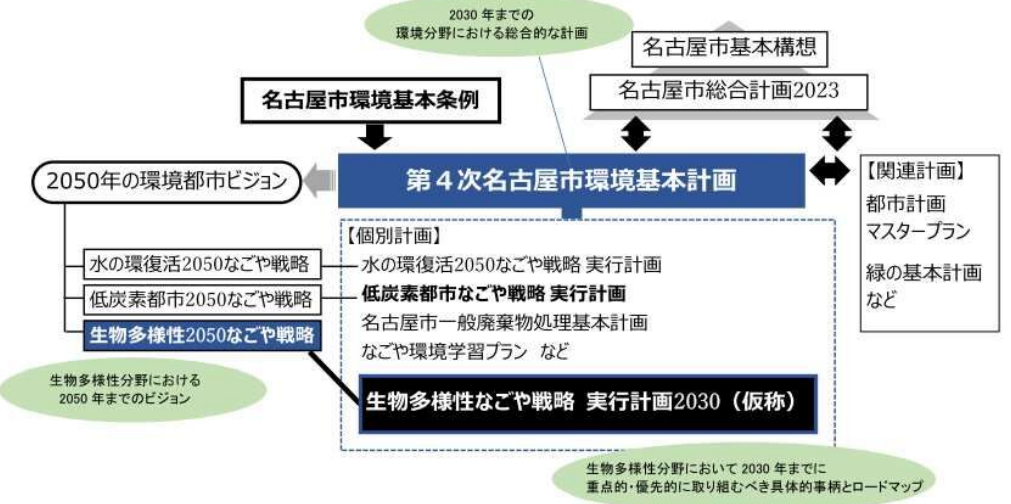 2030 年までの
環境分野における総合的な計画
名古屋市基本構想
名古屋市総合計画2023
名古屋市環境基本条例
2050年の環境都市ビジョン
第４次名古屋市環境基本計画
【関連計画】
都市計画
マスタープラン
緑の基本計画
など
【個別計画】
水の環復活2050なごや戦略
水の環復活2050なごや戦略 実行計画
低炭素都市2050なごや戦略
低炭素都市なごや戦略 実行計画
生物多様性2050なごや戦略
名古屋市一般廃棄物処理基本計画
なごや環境学習プラン など
生物多様性分野における
2050 年までのビジョン
生物多様性なごや戦略 実行計画2030（仮称）
生物多様性分野において 2030 年までに
重点的・優先的に取り組むべき具体的事柄とロードマップ